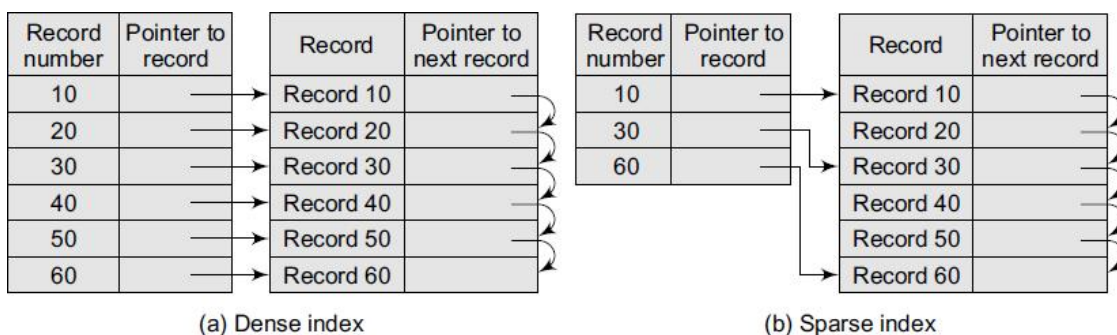 Record number Pointer to record Record Pointer to next record
10 Record 10
20 Record 20
30 Record 30
40 Record 40
50 Record 50
60 Record 60
(a) Dense index
Record number Pointer to record Record Pointer to next record
10 Record 10
30 Record 20
60 Record 30
Record 40
Record 50
Record 60
(b) Sparse index